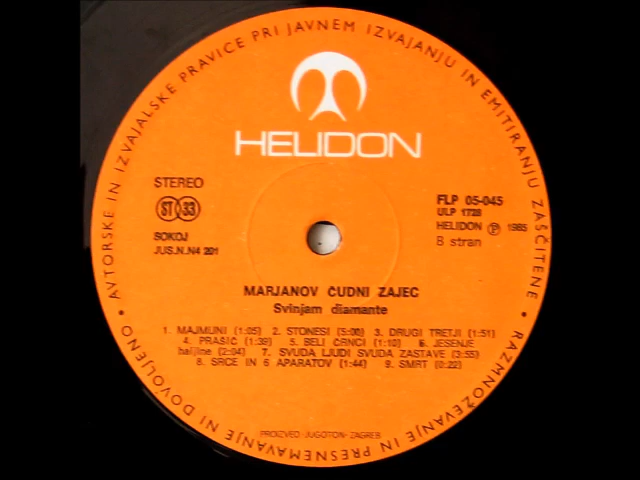 AVTORSKE IN IZVAJALSKE PRAVICE PRI JAVNEM IZVAJANJU IN EMITIRANJU ZAŠČITENE • RAZMNOŽEVANJE IN PRESNEMAVANJE NI DOVOLJENO •
HELIDON
STEREO
ST 33
SOKOJ
JUS.N.N4 201
FLP 05-045
ULP 1728
HELIDON Ⓟ 1985
B stran
MARJANOV ČUDNI ZAJEC
Svinjam diamante
1. MAJMUNI (1:05) 2. STONESI (5:00) 3. DRUGI TRETJI (1:51)
4. PRASIĆ (1:39) 5. BELI ČRNCI (1:10) 6. JESENJE
haljine (2:04) 7. SVUDA LJUDI SVUDA ZASTAVE (3:55)
8. SRCE IN 6 APARATOV (1:44) 9. SMRT (0:22)
PROIZVED · JUGOTON - ZAGREB